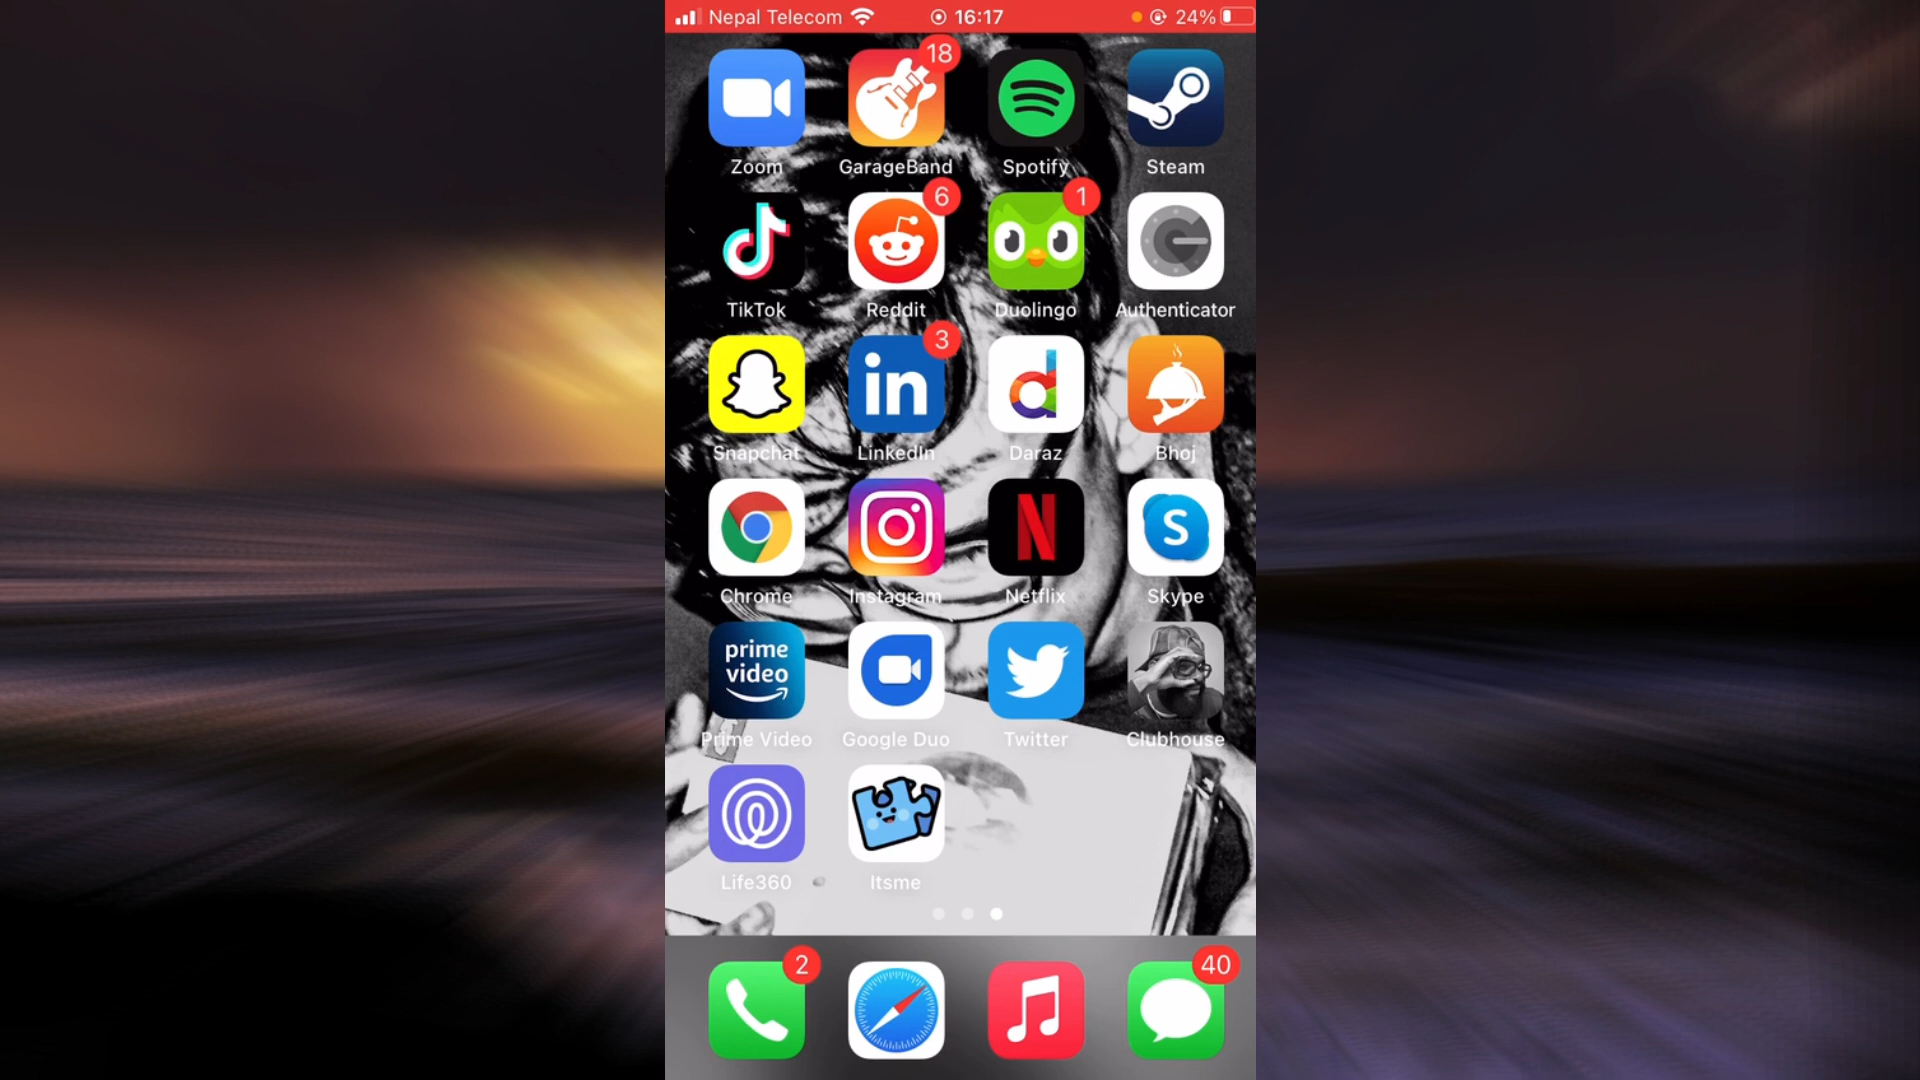 Nepal Telecom 16:17 24%
18
Zoom GarageBand Spotify Steam
6 1
TikTok Reddit Duolingo Authenticator
3
in d
Snapchat LinkedIn Daraz Bhoj
N S
Chrome Instagram Netflix Skype
prime
video
Prime Video Google Duo Twitter Clubhouse
Life360 Itsme
2 40